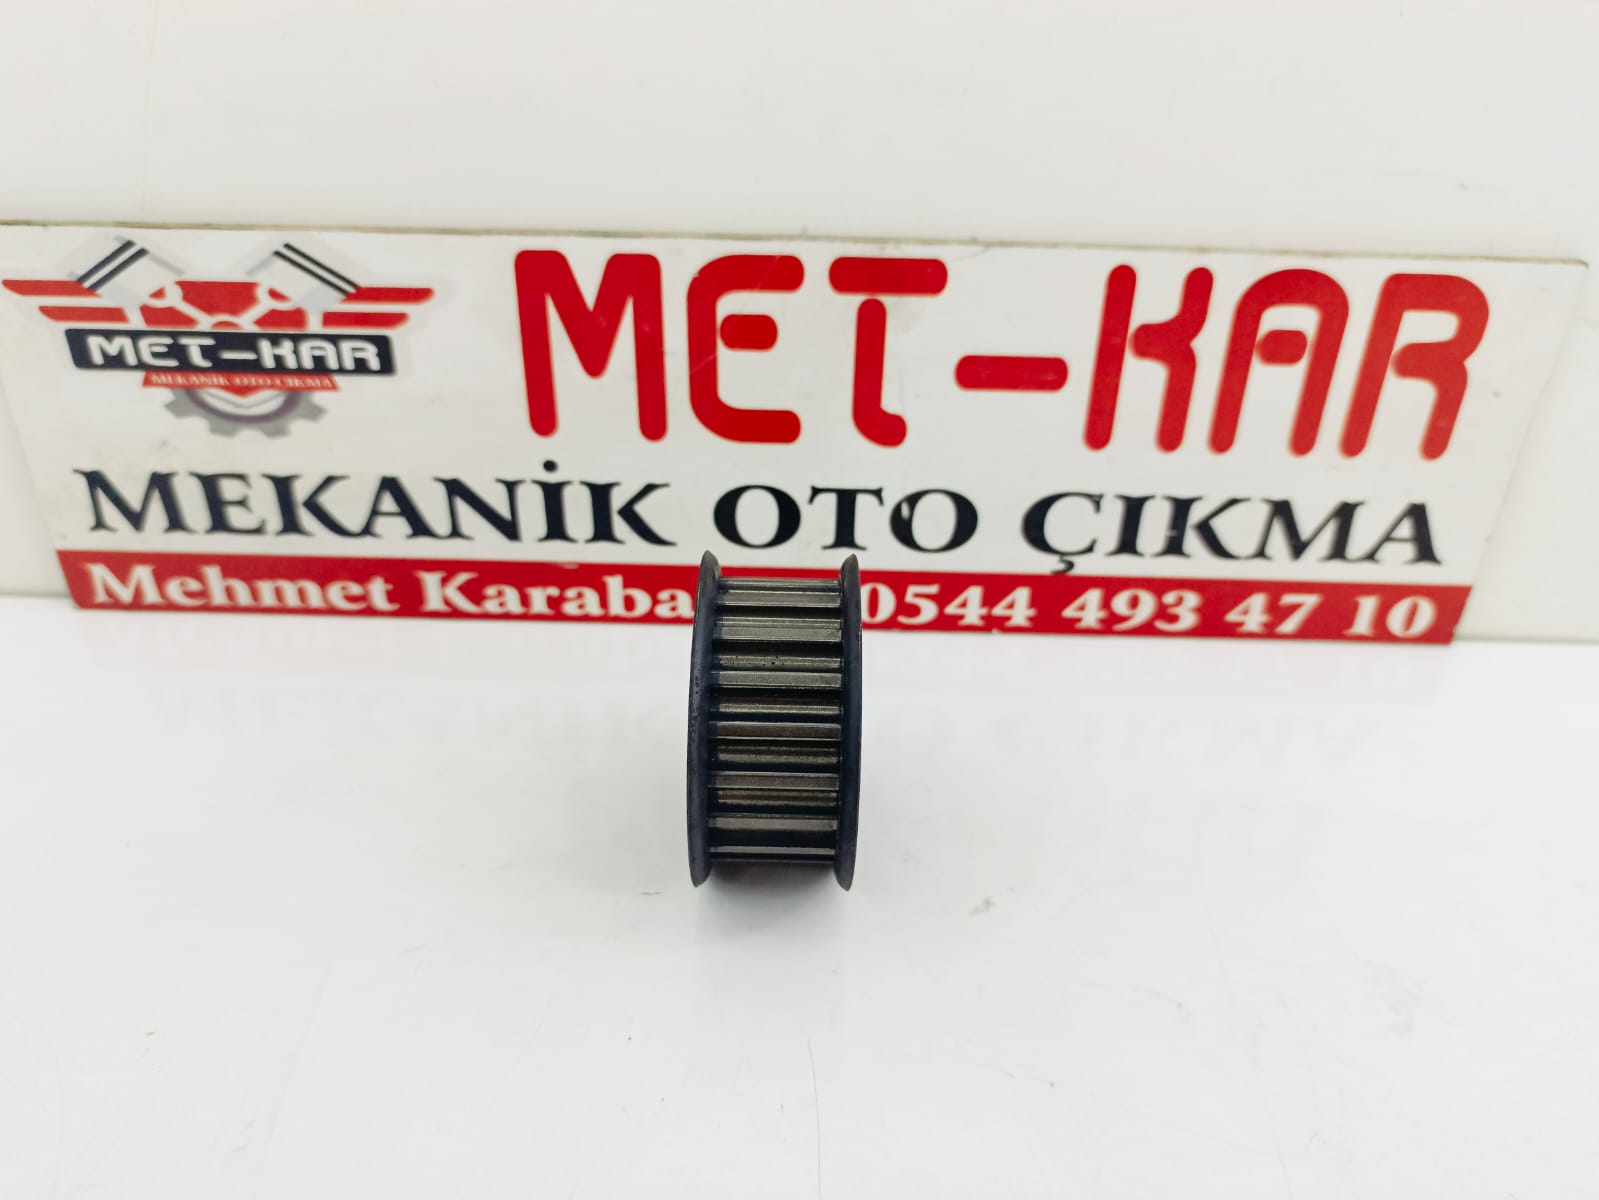 MET-KAR
MEKANİK OTO ÇIKMA
MET-KAR
MEKANİK OTO ÇIKMA
Mehmet Karaba 0544 493 47 10